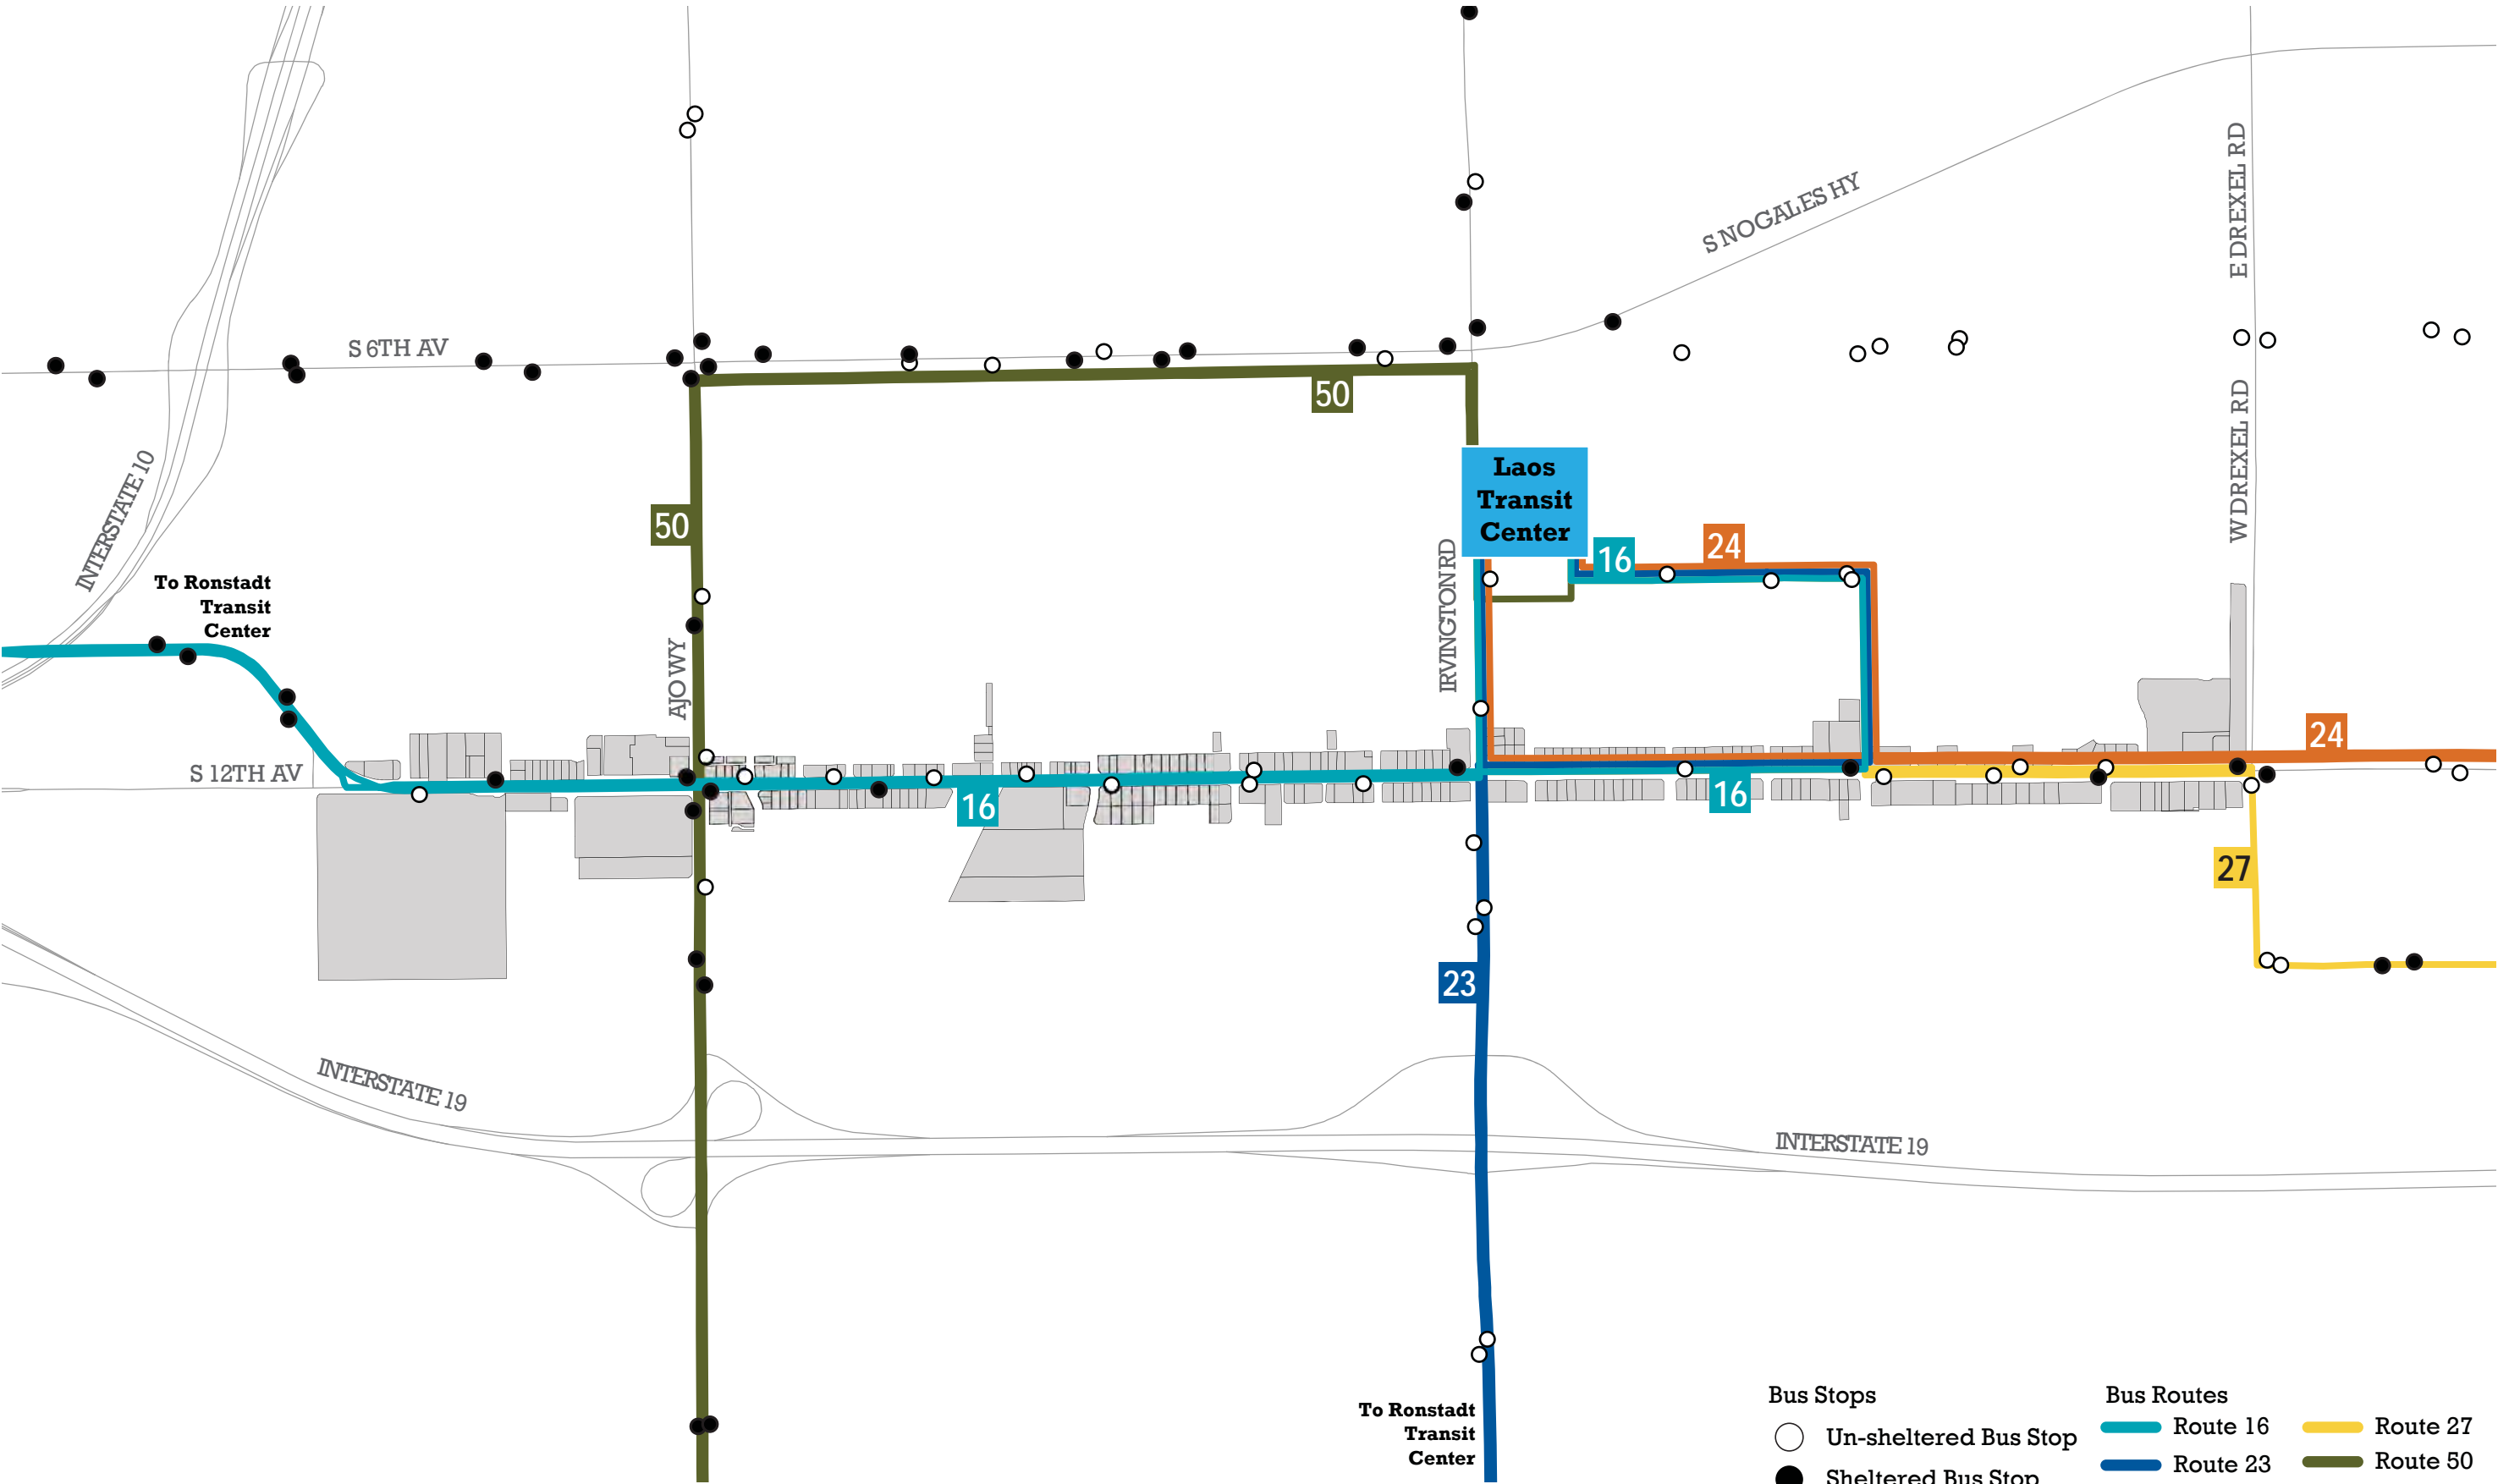 E DREXEL RD
S NOGALES HY
S 6TH AV
50
W DREXEL RD
INTERSTATE 10
Laos
Transit
Center
50
24
16
IRVINGTON RD
To Ronstadt
Transit
Center
AJO WY
24
S 12TH AV
16
16
27
23
INTERSTATE 19
INTERSTATE 19
To Ronstadt
Transit
Center
Bus Stops
Un-sheltered Bus Stop
Sheltered Bus Stop
Bus Routes
Route 16
Route 27
Route 23
Route 50